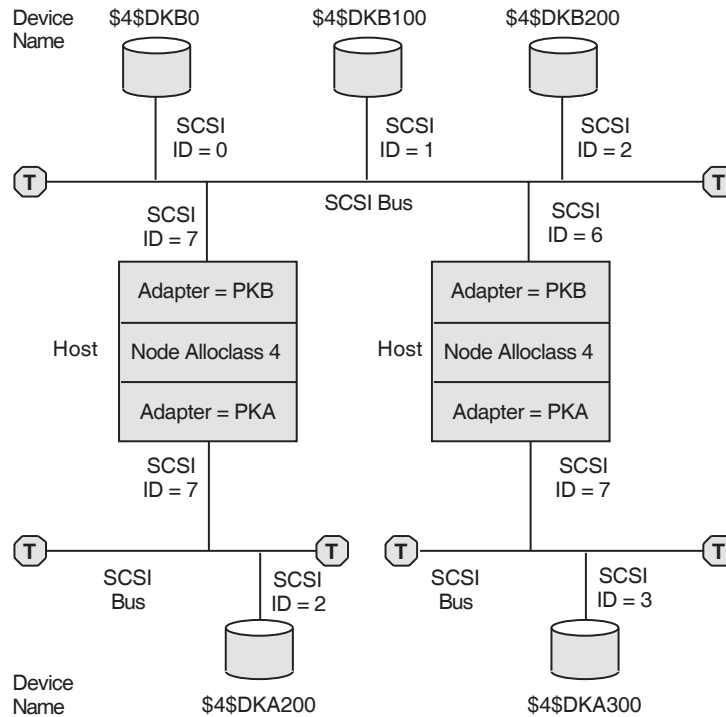 Device
Name
$4$DKB0
$4$DKB100
$4$DKB200
SCSI
ID = 0
SCSI
ID = 1
SCSI
ID = 2
T
T
SCSI Bus
SCSI
ID = 7
SCSI
ID = 6
Host
Adapter = PKB
Node Alloclass 4
Adapter = PKA
Host
Adapter = PKB
Node Alloclass 4
Adapter = PKA
SCSI
ID = 7
SCSI
ID = 7
T
T
T
T
SCSI
Bus
SCSI
ID = 2
SCSI
Bus
SCSI
ID = 3
Device
Name
$4$DKA200
$4$DKA300